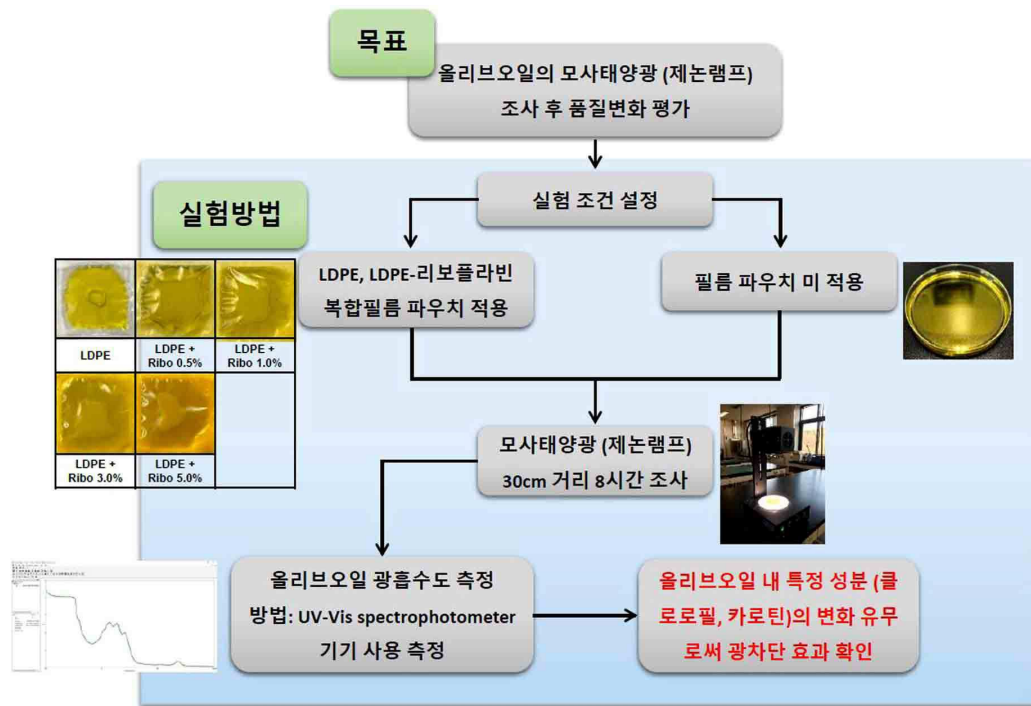 목표
올리브오일의 모사태양광 (제논램프)
조사 후 품질변화 평가
실험방법
실험 조건 설정
LDPE, LDPE-리보플라빈
복합필름 파우치 적용
필름 파우치 미 적용
LDPE
LDPE +
Ribo 0.5%
LDPE +
Ribo 1.0%
LDPE +
Ribo 3.0%
LDPE +
Ribo 5.0%
모사태양광 (제논램프)
30cm 거리 8시간 조사
올리브오일 광흡수도 측정
방법: UV-Vis spectrophotometer
기기 사용 측정
올리브오일 내 특정 성분 (클
로로필, 카로틴)의 변화 유무
로써 광차단 효과 확인